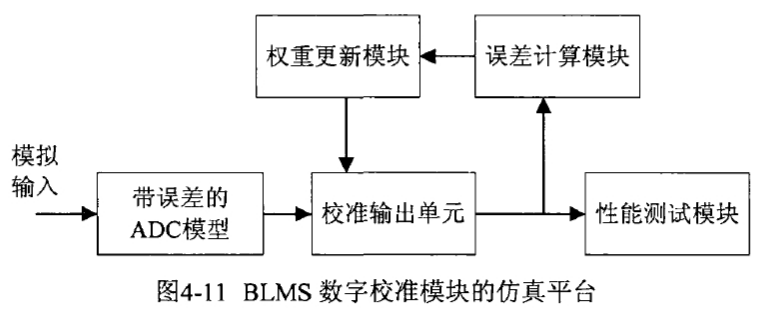 权重更新模块
误差计算模块
模拟
输入
带误差的
ADC模型
校准输出单元
性能测试模块
图4-11 BLMS 数字校准模块的仿真平台